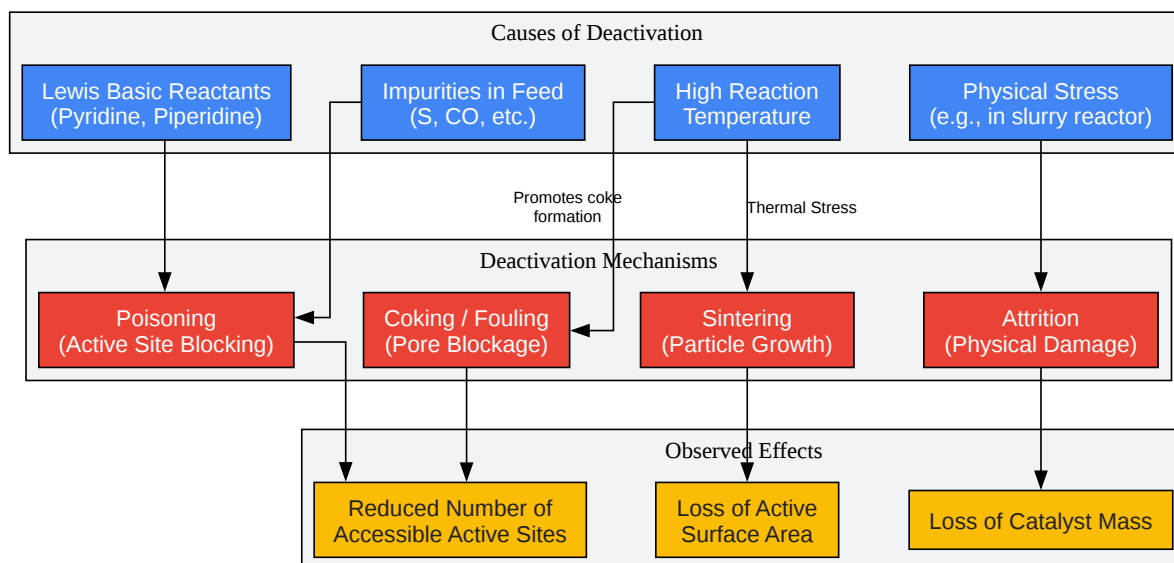 Causes of Deactivation
Lewis Basic Reactants
(Pyridine, Piperidine)
Impurities in Feed
(S, CO, etc.)
High Reaction
Temperature
Physical Stress
(e.g., in slurry reactor)
Promotes coke
formation
Thermal Stress
Deactivation Mechanisms
Poisoning
(Active Site Blocking)
Coking / Fouling
(Pore Blockage)
Sintering
(Particle Growth)
Attrition
(Physical Damage)
Observed Effects
Reduced Number of
Accessible Active Sites
Loss of Active
Surface Area
Loss of Catalyst Mass